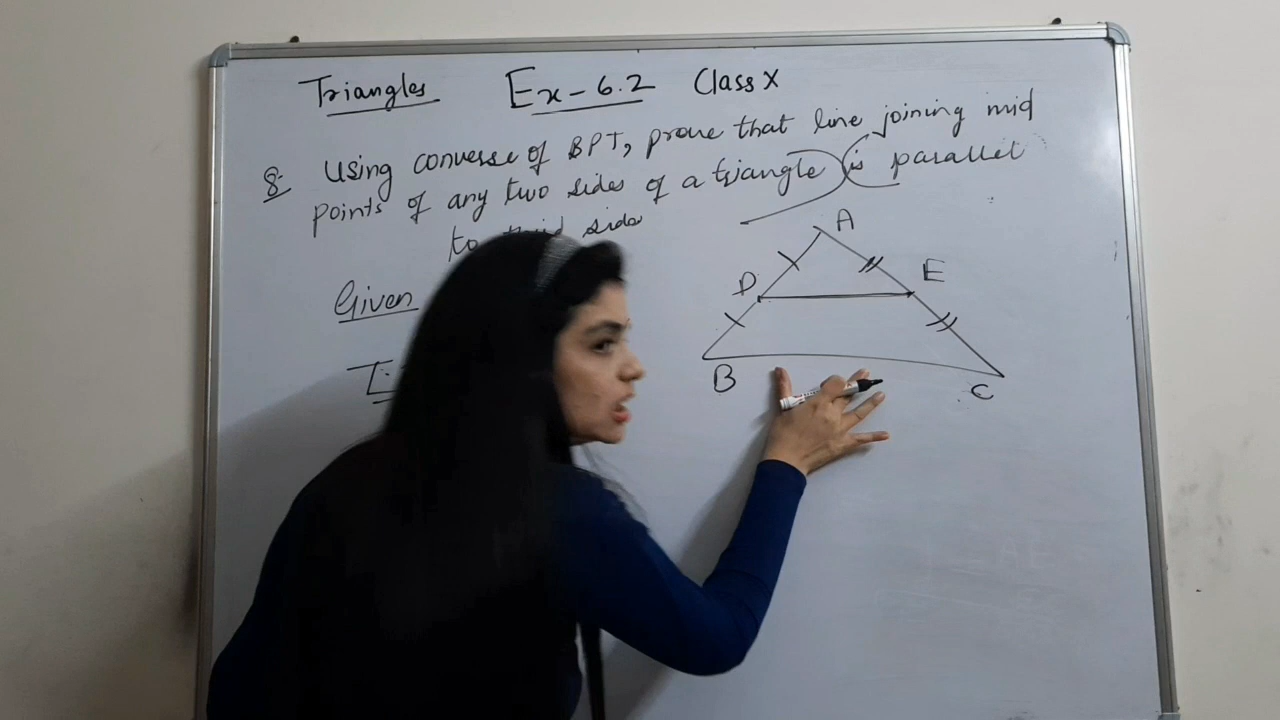 Triangles Ex-6.2 Class X
8. Using converse of BPT, prove that line joining mid
points of any two sides of a triangle is parallel
to third side
A
D E
Given
B C